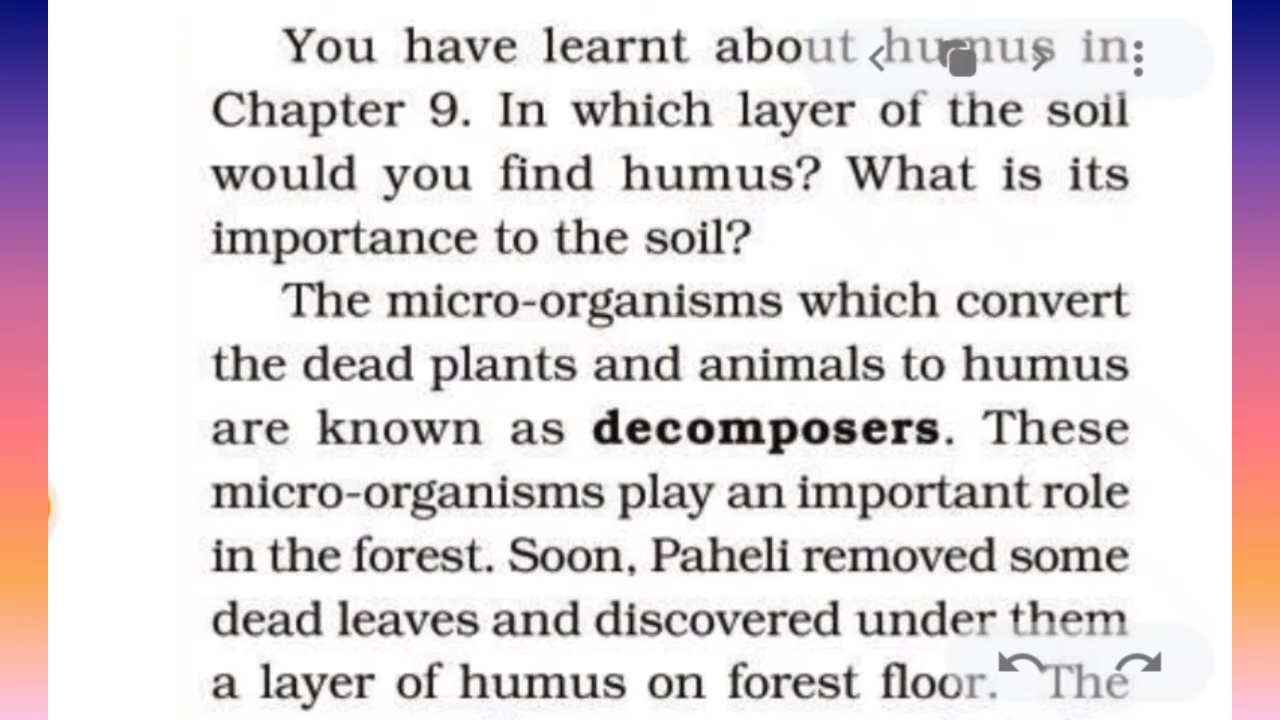 You have learnt about humus in
Chapter 9. In which layer of the soil
would you find humus? What is its
importance to the soil?
The micro-organisms which convert
the dead plants and animals to humus
are known as decomposers. These
micro-organisms play an important role
in the forest. Soon, Paheli removed some
dead leaves and discovered under them
a layer of humus on forest floor. The